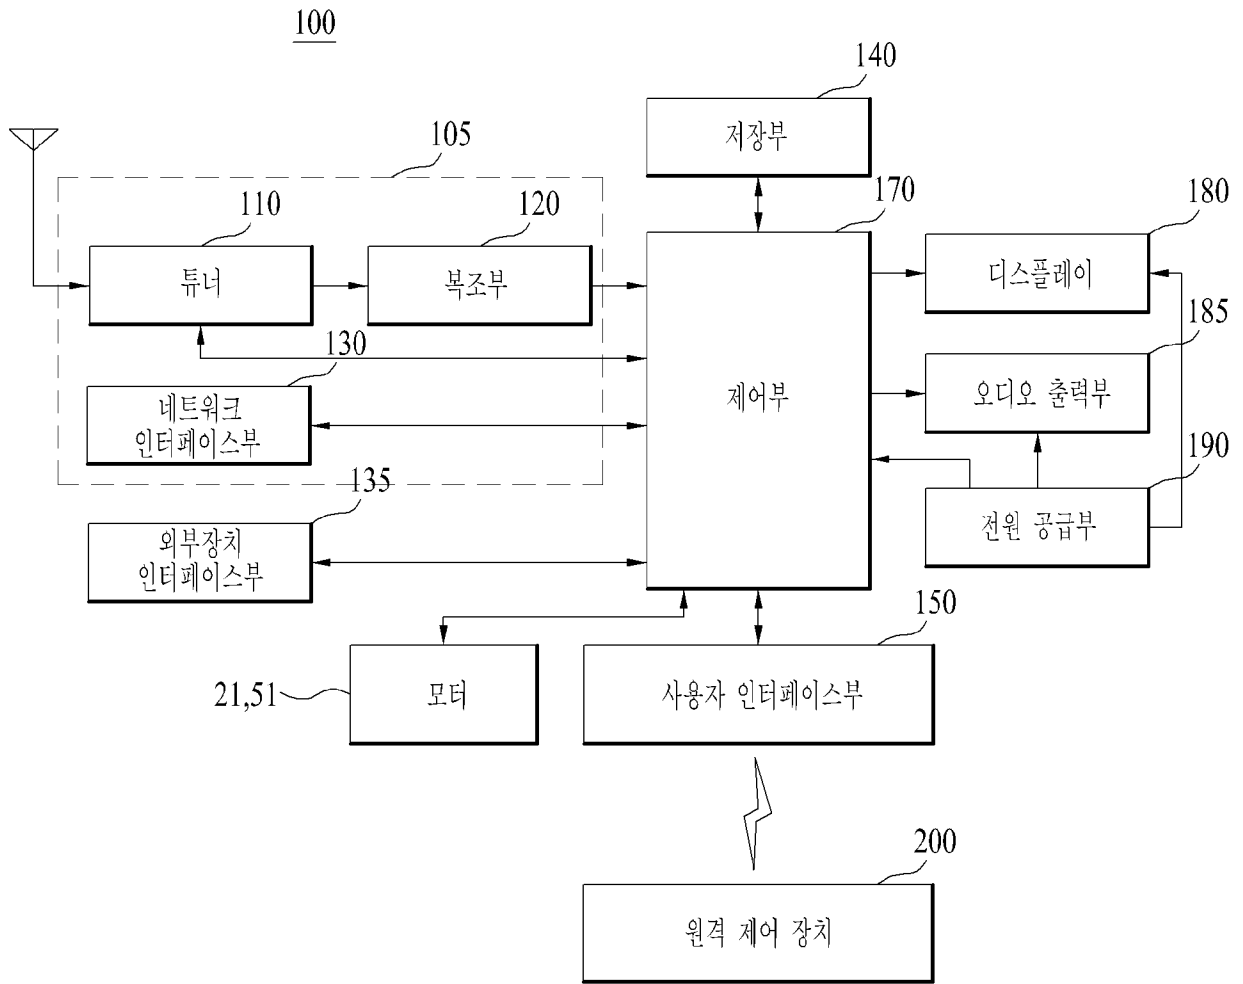 100
140
저장부
105
110
120
170
180
튜너
복조부
제어부
디스플레이
130
185
네트워크
인터페이스부
오디오 출력부
135
190
외부장치
인터페이스부
전원 공급부
150
21,51
모터
사용자 인터페이스부
200
원격 제어 장치